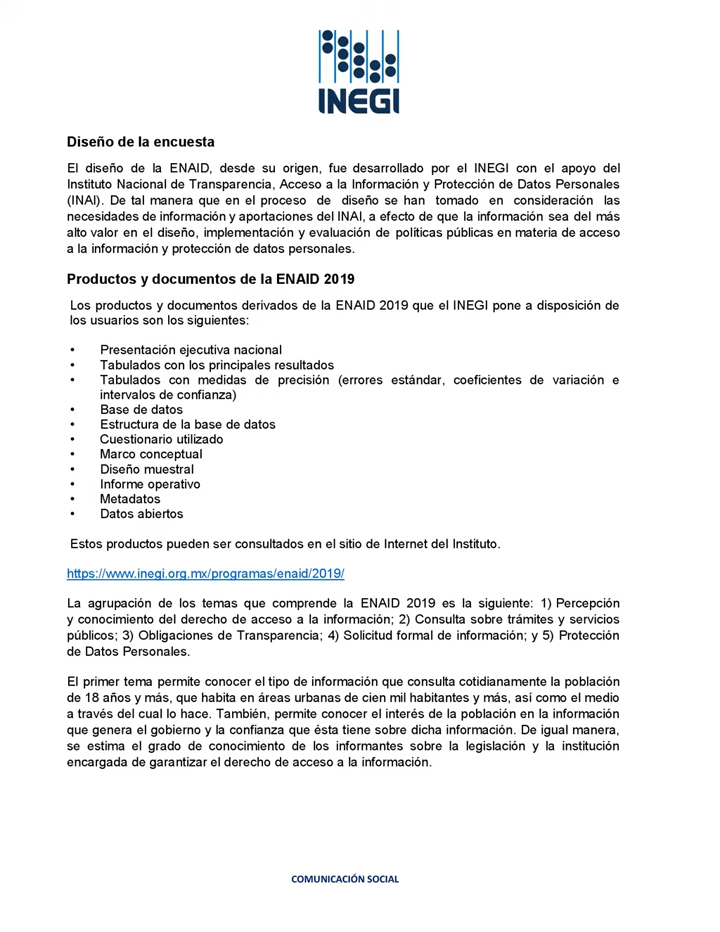 INEGI
Diseño de la encuesta
El diseño de la ENAID, desde su origen, fue desarrollado por el INEGI con el apoyo del
Instituto Nacional de Transparencia, Acceso a la Información y Protección de Datos Personales
(INAI). De tal manera que en el proceso de diseño se han tomado en consideración las
necesidades de información y aportaciones del INAI, a efecto de que la información sea del más
alto valor en el diseño, implementación y evaluación de políticas públicas en materia de acceso
a la información y protección de datos personales.
Productos y documentos de la ENAID 2019
Los productos y documentos derivados de la ENAID 2019 que el INEGI pone a disposición de
los usuarios son los siguientes:
• Presentación ejecutiva nacional
• Tabulados con los principales resultados
• Tabulados con medidas de precisión (errores estándar, coeficientes de variación e
intervalos de confianza)
• Base de datos
• Estructura de la base de datos
• Cuestionario utilizado
• Marco conceptual
• Diseño muestral
• Informe operativo
• Metadatos
• Datos abiertos
Estos productos pueden ser consultados en el sitio de Internet del Instituto.
https://www.inegi.org.mx/programas/enaid/2019/
La agrupación de los temas que comprende la ENAID 2019 es la siguiente: 1) Percepción
y conocimiento del derecho de acceso a la información; 2) Consulta sobre trámites y servicios
públicos; 3) Obligaciones de Transparencia; 4) Solicitud formal de información; y 5) Protección
de Datos Personales.
El primer tema permite conocer el tipo de información que consulta cotidianamente la población
de 18 años y más, que habita en áreas urbanas de cien mil habitantes y más, así como el medio
a través del cual lo hace. También, permite conocer el interés de la población en la información
que genera el gobierno y la confianza que ésta tiene sobre dicha información. De igual manera,
se estima el grado de conocimiento de los informantes sobre la legislación y la institución
encargada de garantizar el derecho de acceso a la información.
COMUNICACIÓN SOCIAL